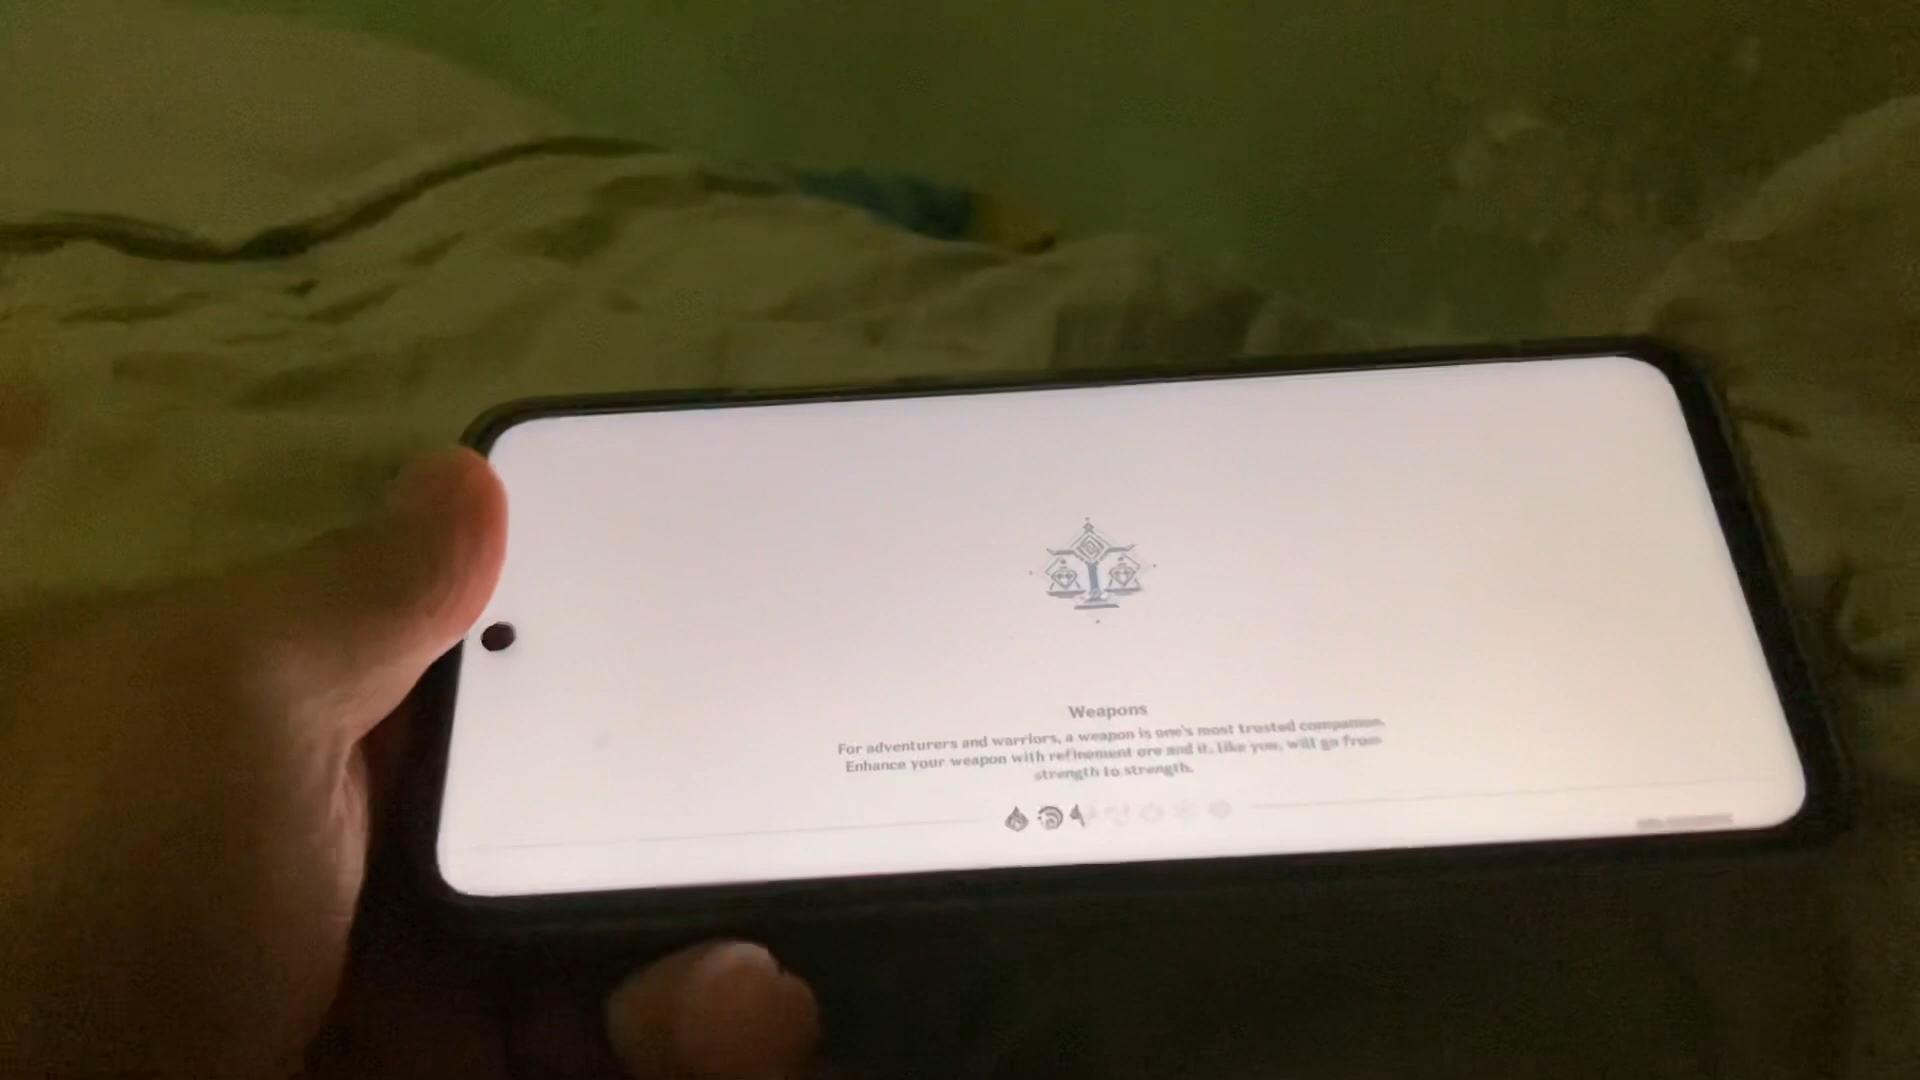 Weapons
For adventurers and warriors, a weapon is one's most trusted companion.
Enhance your weapon with refinement ore and it, like you, will go from
strength to strength.